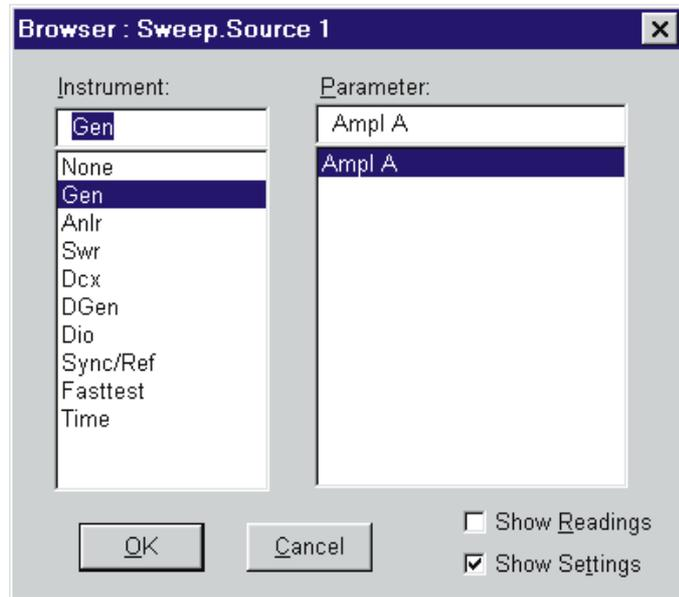 Browser : Sweep.Source 1
Instrument:
Gen
None
Gen
Anlr
Swr
Dcx
DGen
Dio
Sync/Ref
Fasttest
Time
Parameter:
Ampl A
Ampl A
OK
Cancel
Show Readings
Show Settings